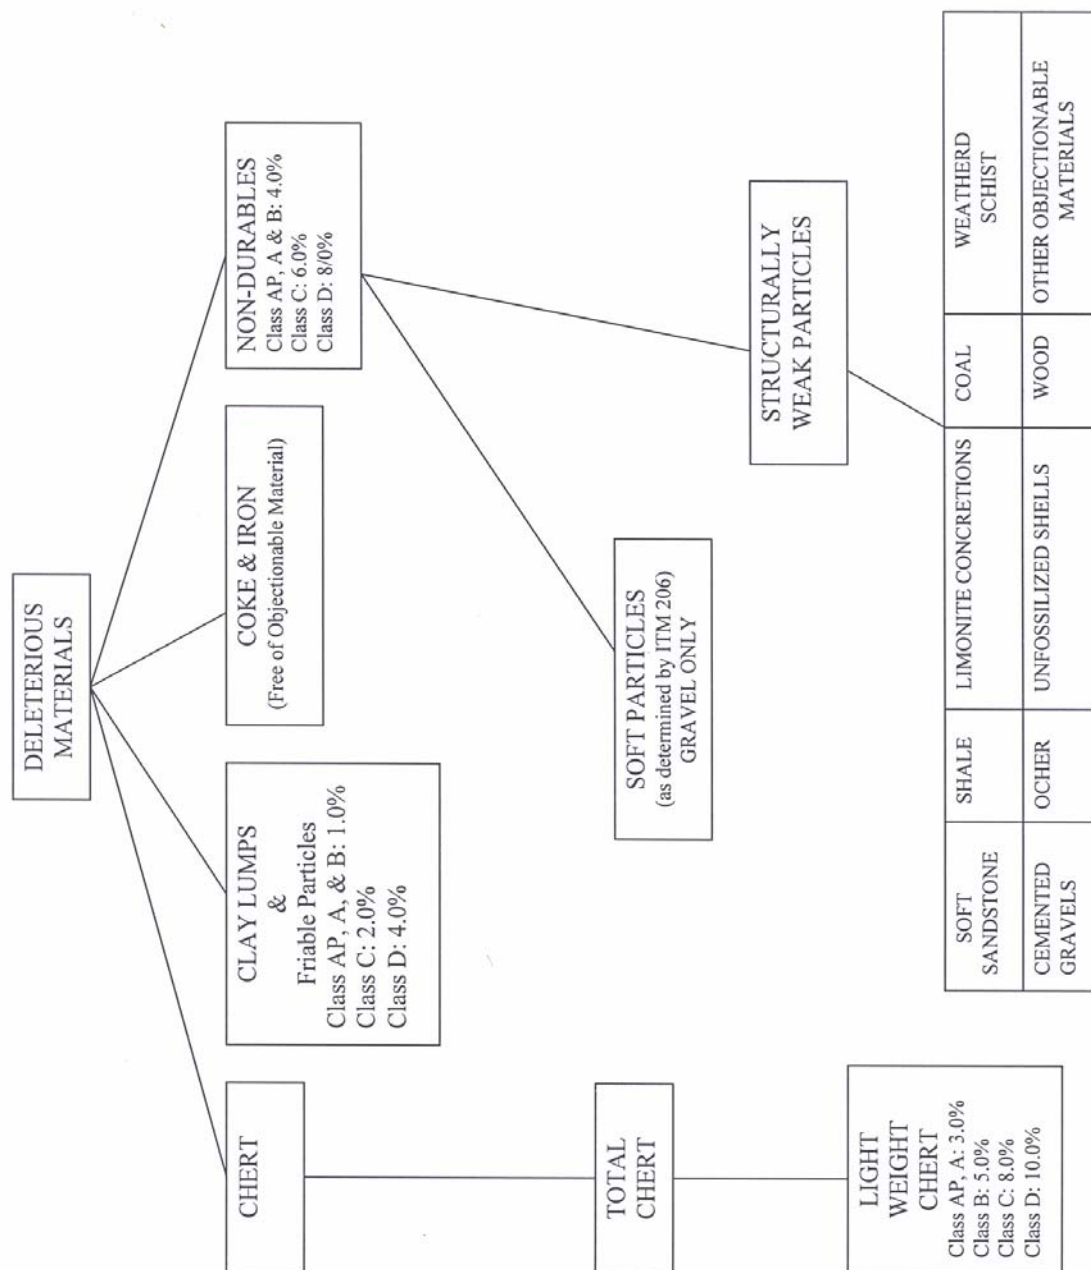 DELETERIOUS
MATERIALS
CHERT
CLAY LUMPS
&
Friable Particles
Class AP, A, & B: 1.0%
Class C: 2.0%
Class D: 4.0%
COKE & IRON
(Free of Objectionable Material)
NON-DURABLES
Class AP, A & B: 4.0%
Class C: 6.0%
Class D: 8/0%
TOTAL
CHERT
SOFT PARTICLES
(as determined by ITM 206)
GRAVEL ONLY
STRUCTURALLY
WEAK PARTICLES
LIGHT
WEIGHT
CHERT
Class AP, A: 3.0%
Class B: 5.0%
Class C: 8.0%
Class D: 10.0%
SOFT
SANDSTONE
SHALE
LIMONITE CONCRETIONS
COAL
WEATHERD
SCHIST
CEMENTED
GRAVELS
OCHER
UNFOSSILIZED SHELLS
WOOD
OTHER OBJECTIONABLE
MATERIALS